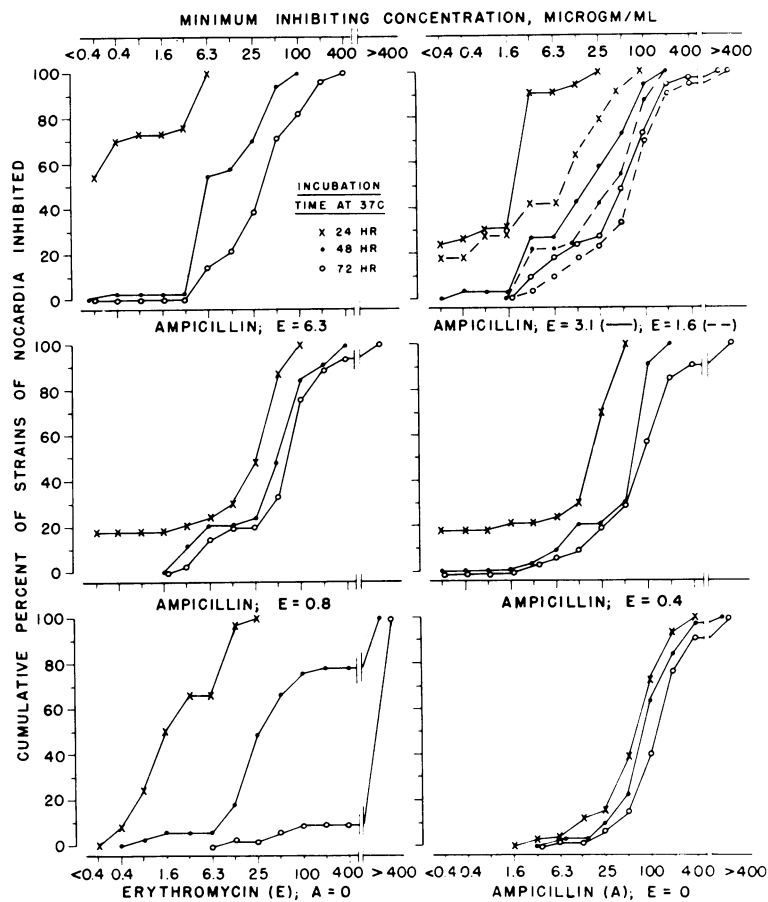 MINIMUM INHIBITING CONCENTRATION, MICROGM/ML
<0.4 0.4 1.6 6.3 25 100 400 >400
<0.4 0.4 1.6 6.3 25 100 400 >400
CUMULATIVE PERCENT OF STRAINS OF NOCARDIA INHIBITED
100
80
60
40
20
0
INCUBATION
TIME AT 37C
x 24 HR
• 48 HR
o 72 HR
AMPICILLIN; E = 6.3
AMPICILLIN; E = 3.1 (—); E = 1.6 (--)
100
80
60
40
20
0
AMPICILLIN; E = 0.8
AMPICILLIN; E = 0.4
100
80
60
40
20
0
<0.4 0.4 1.6 6.3 25 100 400 >400
ERYTHROMYCIN (E); A = 0
<0.4 0.4 1.6 6.3 25 100 400 >400
AMPICILLIN (A); E = 0